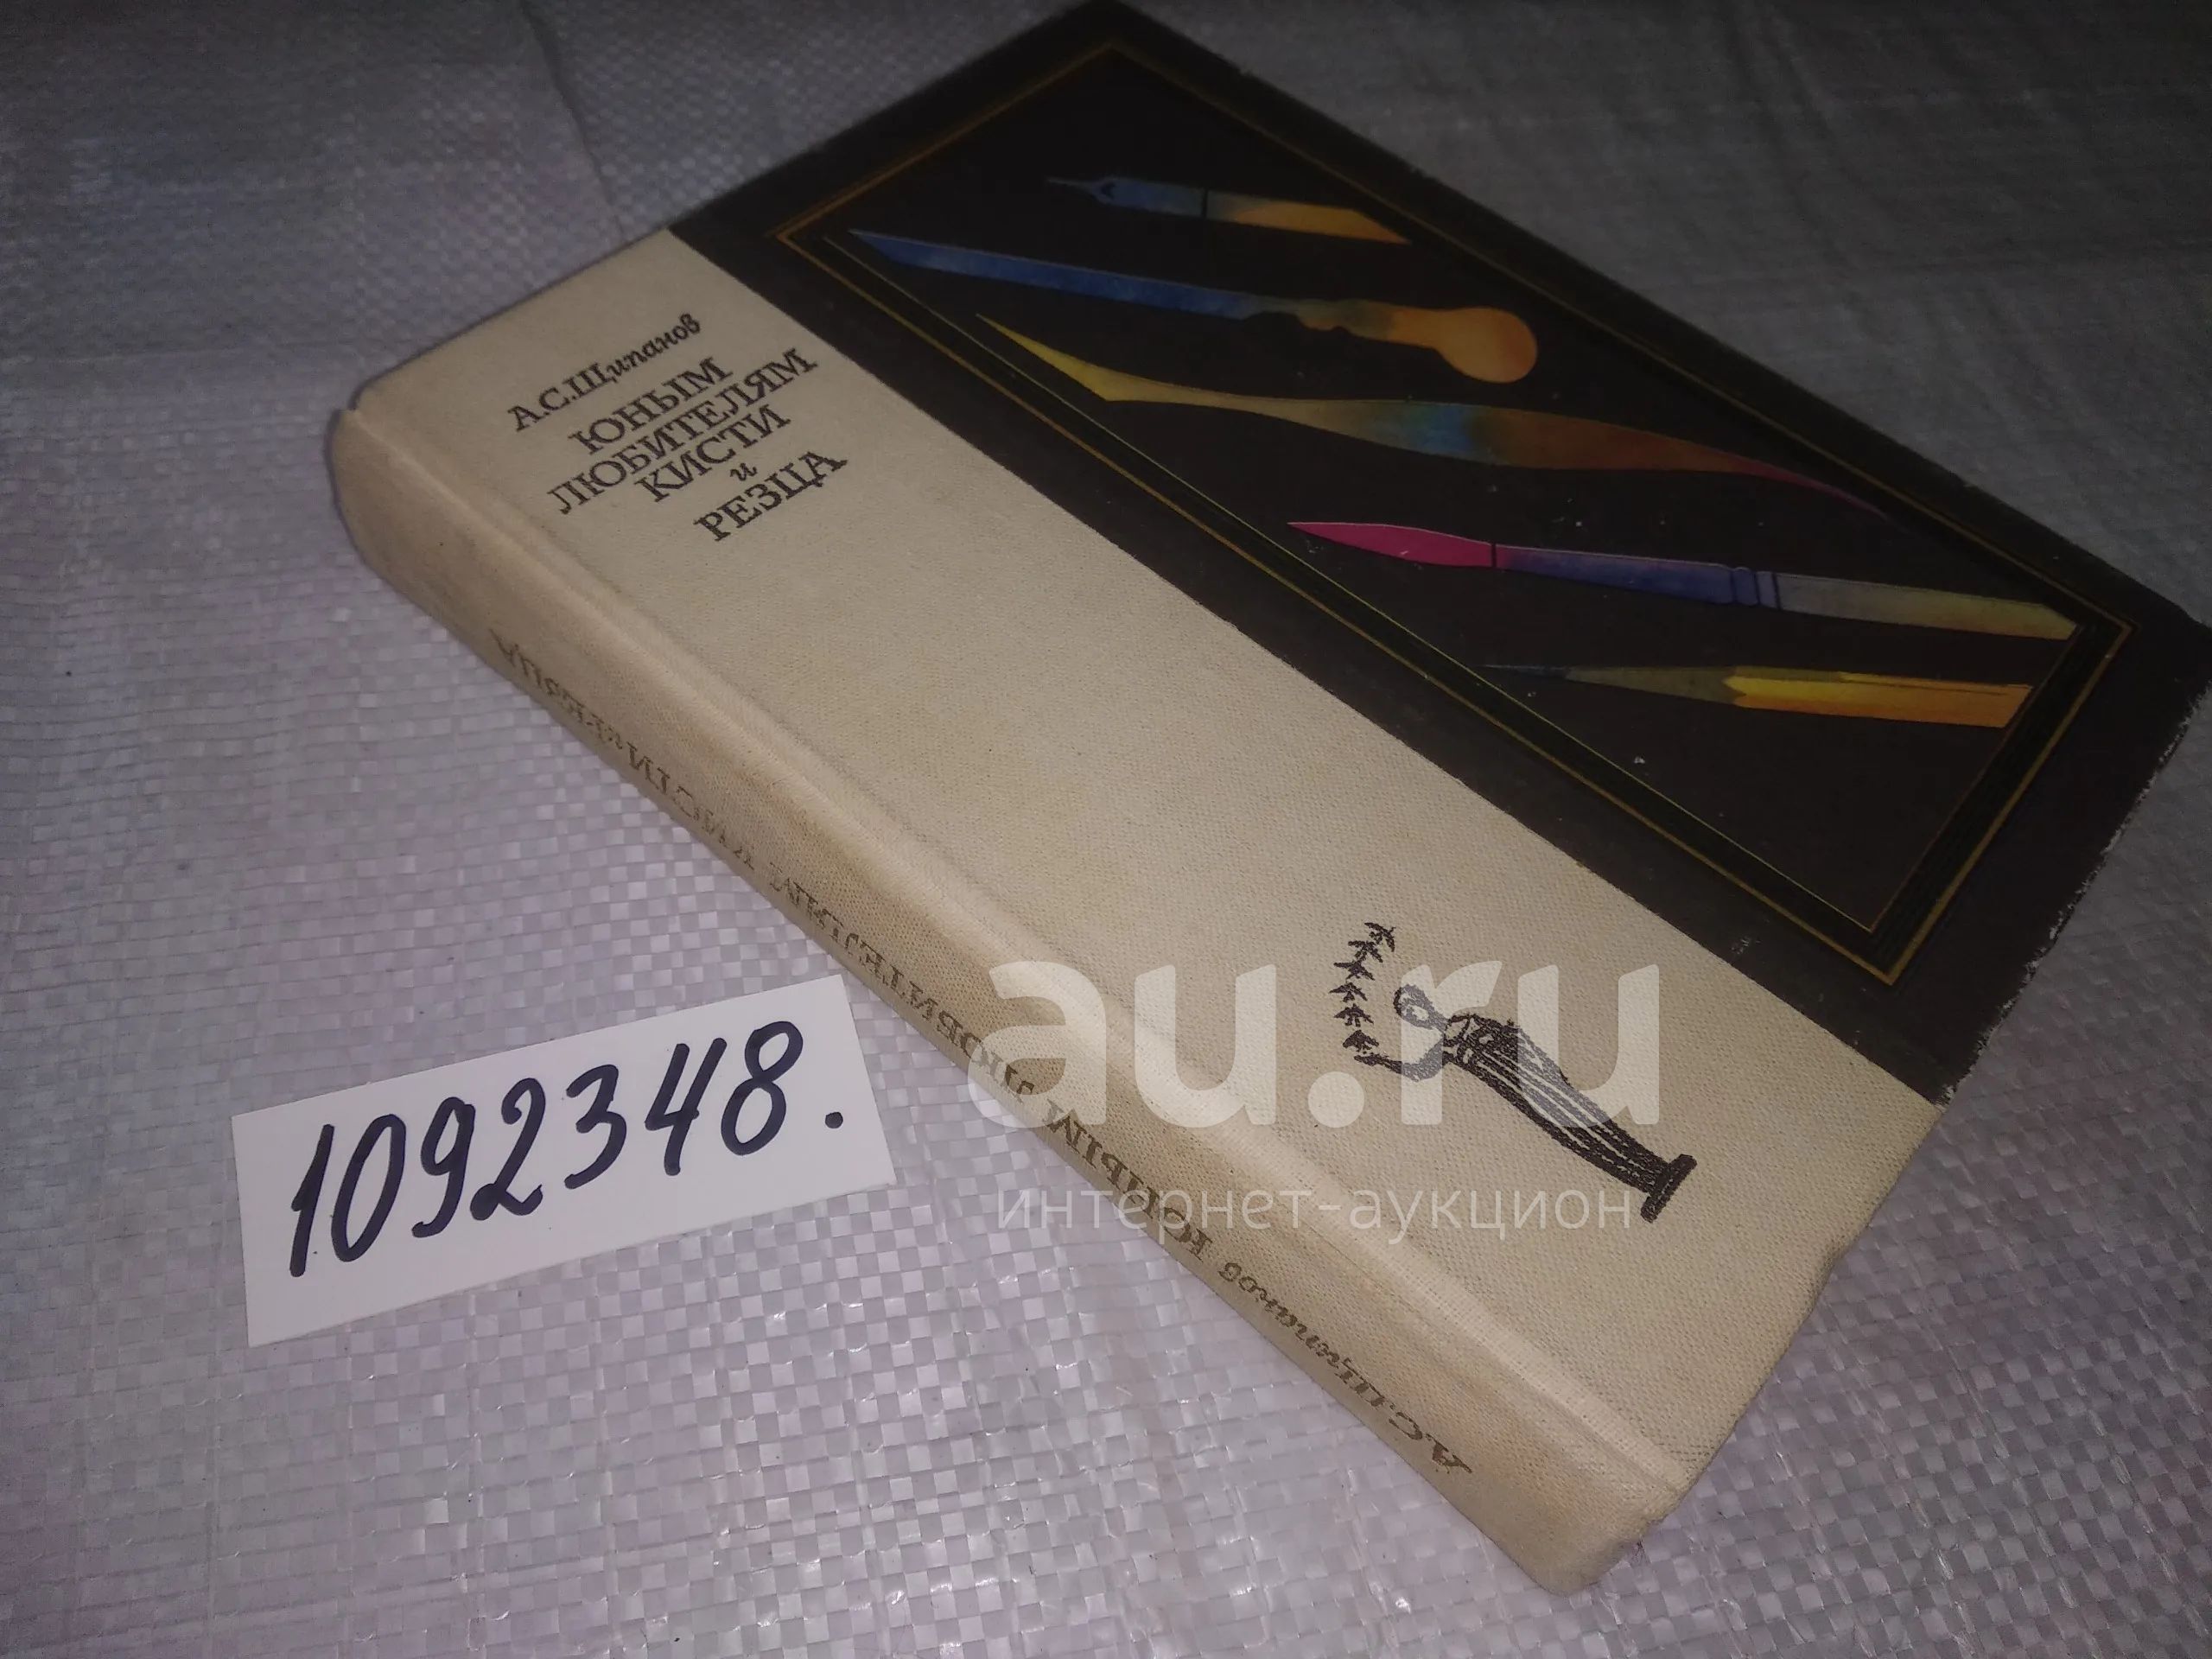 А.С.Щипанов
ЮНЫМ
ЛЮБИТЕЛЯМ
КИСТИ
и
РЕЗЦА
А.С.Щипанов ЮНЫМ ЛЮБИТЕЛЯМ КИСТИ и РЕЗЦА
1092348.
au.ru
интернет-аукцион